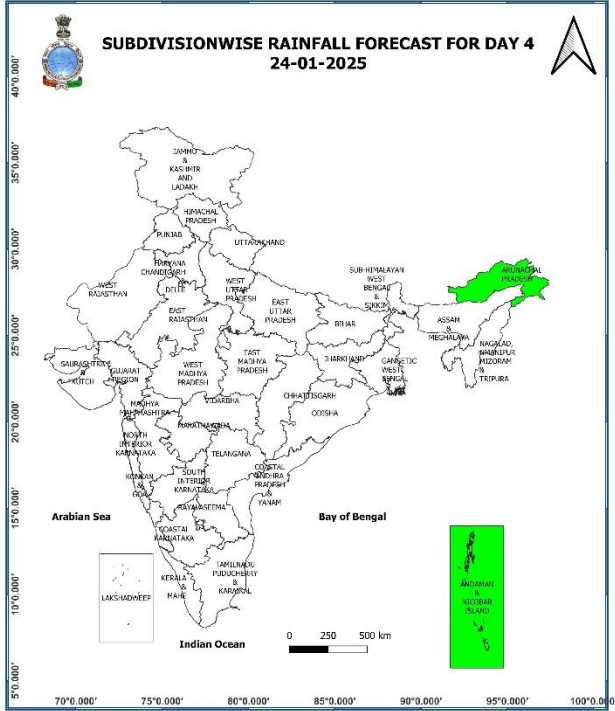 SUBDIVISIONWISE RAINFALL FORECAST FOR DAY 4
24-01-2025
40°0.000'
35°0.000'
30°0.000'
25°0.000'
20°0.000'
15°0.000'
10°0.000'
5°0.000'
JAMMO
&
KASHMIR
AND
LADAKH
HIMACHAL
PRADESH
PUNJAB
UTTARAKHAND
HARYANA
CHANDIGARH
&
DELHI
WEST
RAJASTHAN
WEST
UTTAR
PRADESH
EAST
RAJASTHAN
EAST
UTTAR
PRADESH
SUB-HIMALAYAN
WEST
BENGAU
&
SIKKIM
ARUNACHAL
PRADESH
BIHAR
ASSAM
&
MEGHALAYA
NAGALAD,
MANIPUR
MIZORAM
&
TRIPURA
SAURASHTRA
&
KUTCH
GUJARAT
REGION
WEST
MADHYA
PRADESH
EAST
MADHYA
PRADESH
JHARKHAND
GANGETIC
WEST
BENGAL
CHHATTISGARH
ODISHA
VIDARBHA
MADHYA
MAHARASHTRA
MARATHAWADA
NORTH
INTERIOR
KARNATAKA
TELANGANA
KONKAN
&
GOA
SOUTH
INTERIOR
KARNATAKA
COASTAL
ANDHRA
PRADESH
&
YANAM
RAYALASEEMA
COASTAL
KARNATAKA
Arabian Sea
Bay of Bengal
LAKSHADWEEP
KERALA
&
MAHE
TAMILNADU
PUDUCHERRY
&
KARAIKAL
ANDAMAN
&
NICOBAR
ISLAND
Indian Ocean
0 250 500 km
70°0.000' 75°0.000' 80°0.000' 85°0.000' 90°0.000' 95°0.000' 100°0.000'